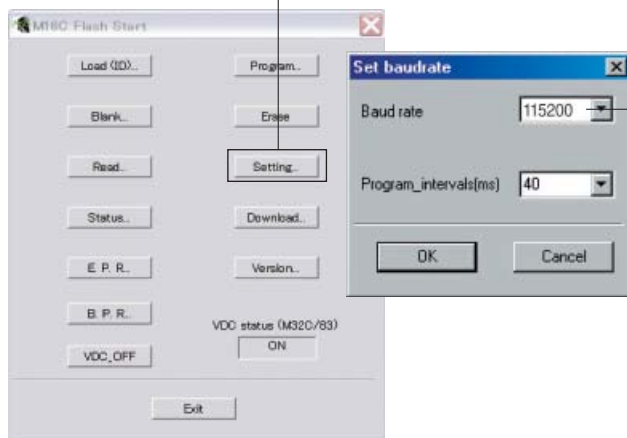 M16C Flash Start
Load (ID)...
Program...
Blank...
Erase
Read...
Setting...
Status...
Download...
E. P. R...
Version...
B. P. R...
VDC status (M32C/83)
ON
VDC_OFF
Exit
Set baudrate
Baud rate
115200
Program_intervals(ms)
40
OK
Cancel